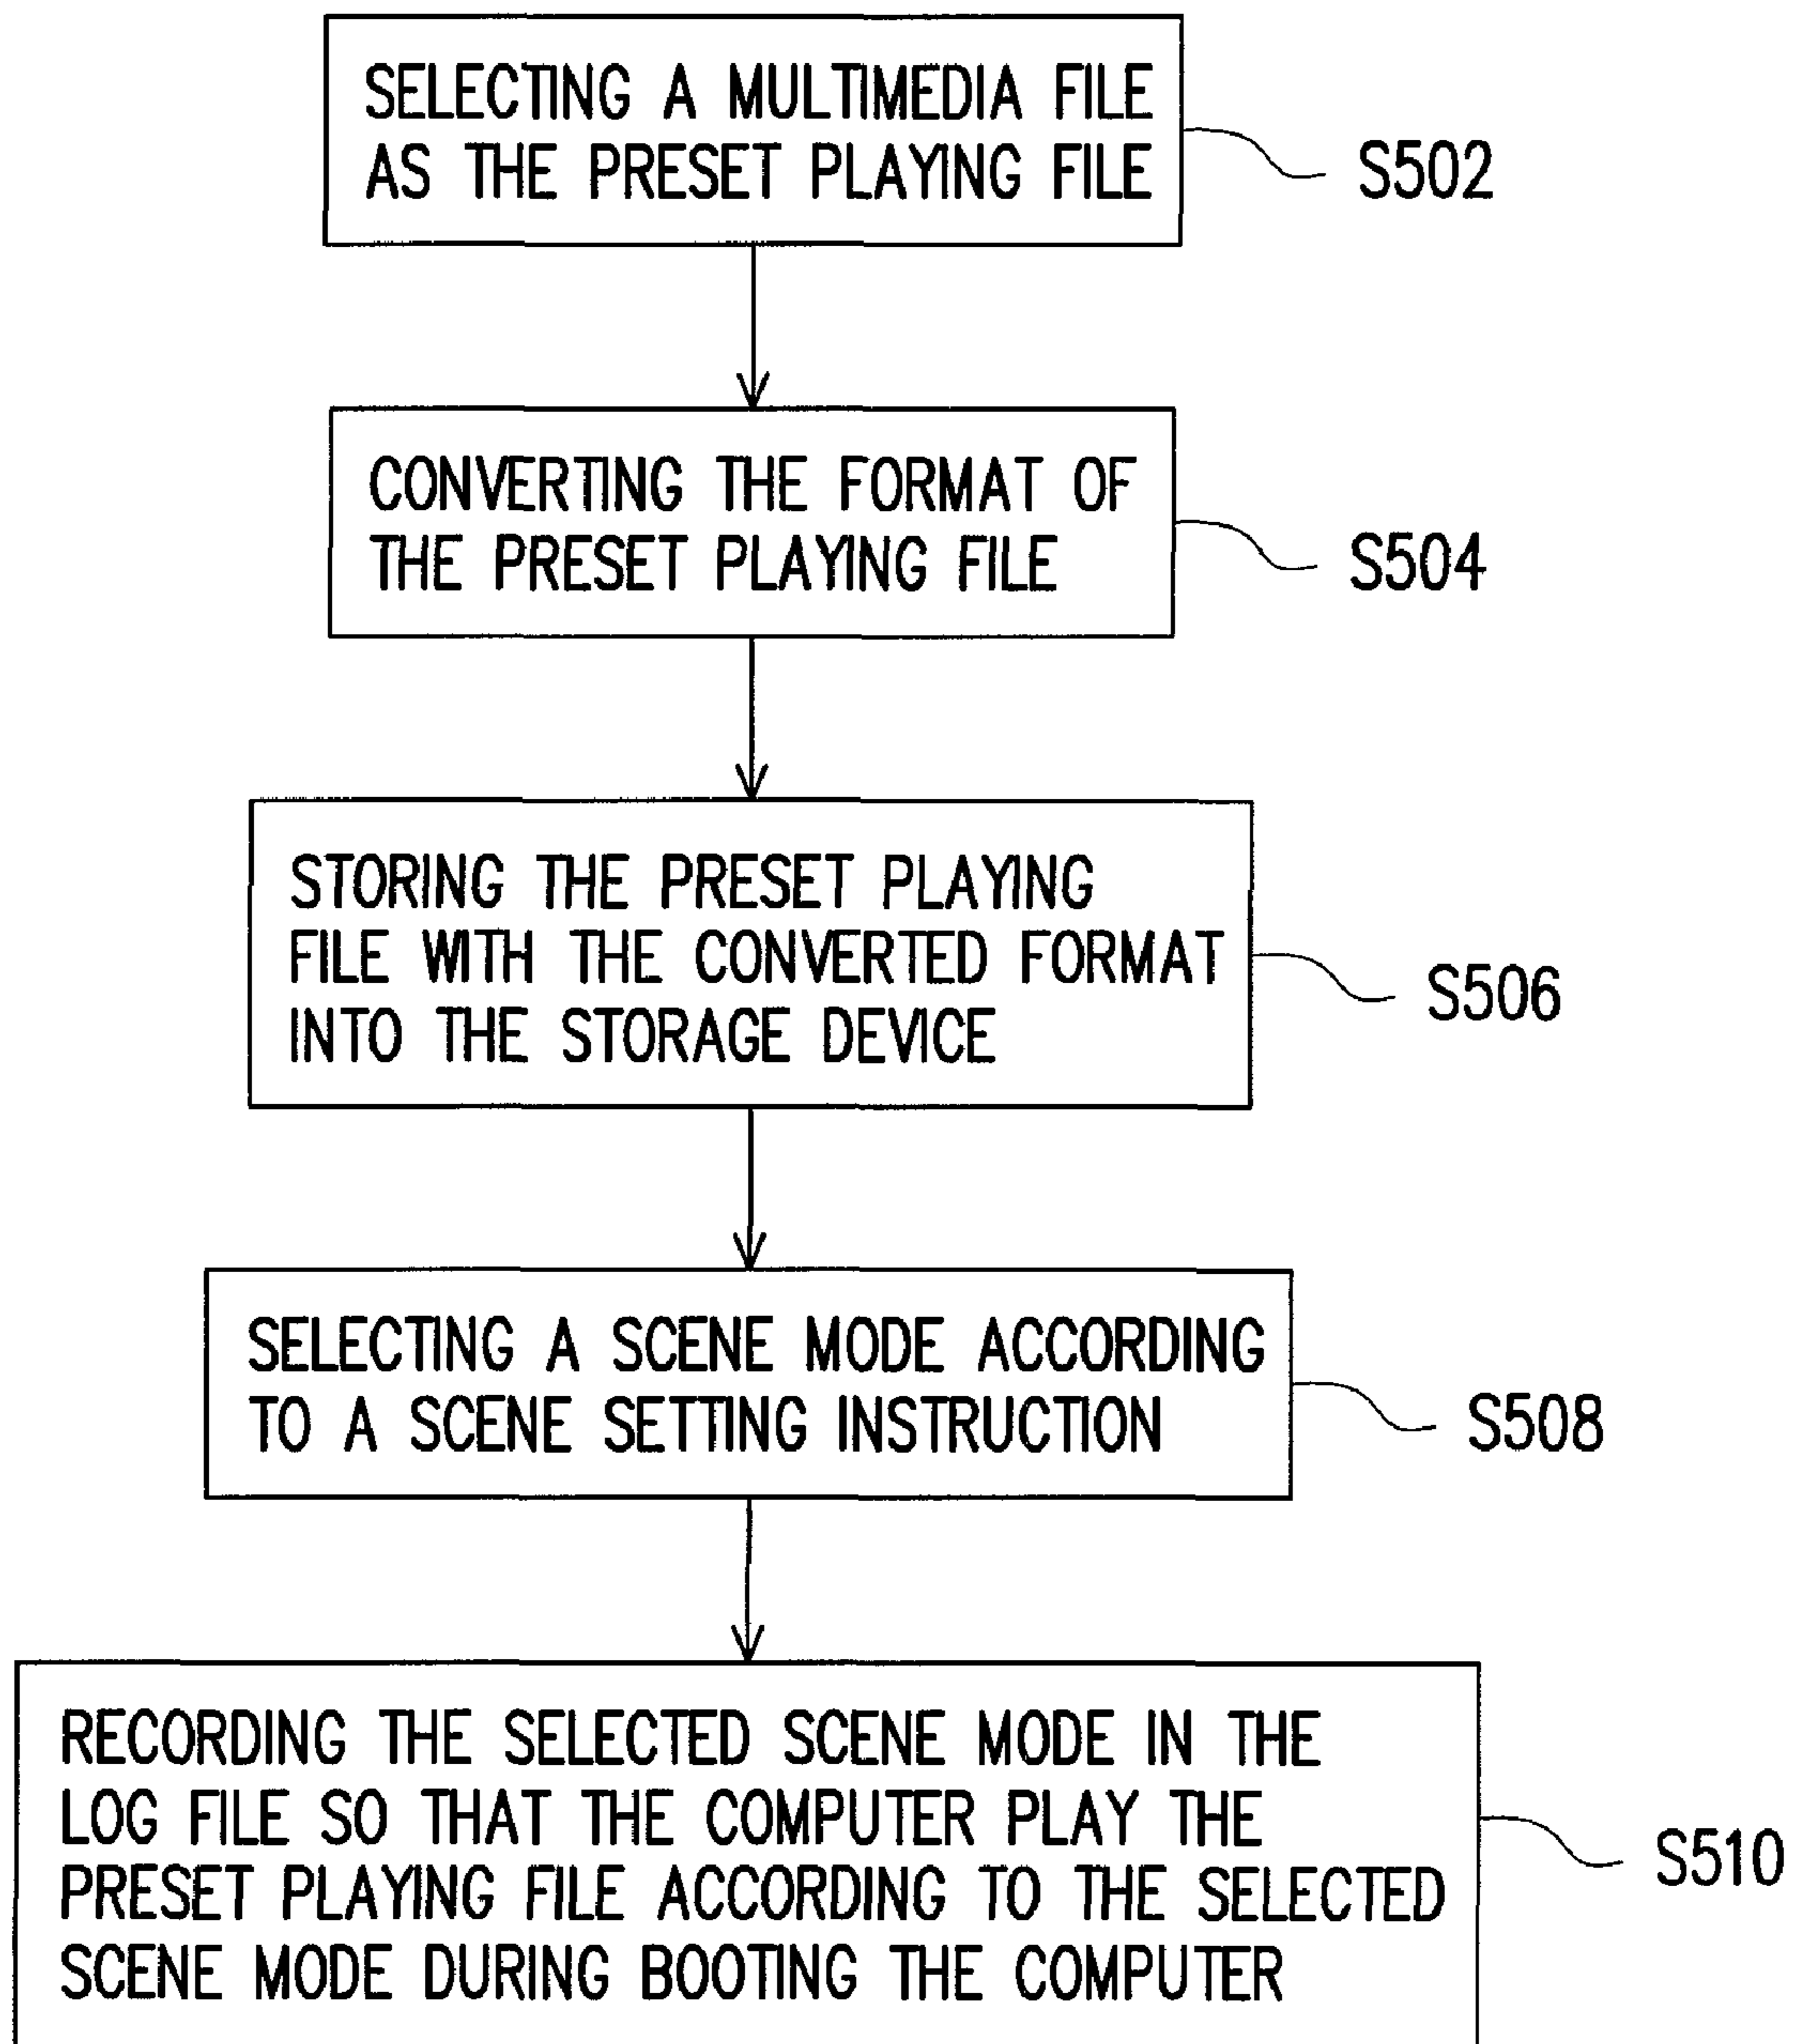 SELECTING A MULTIMEDIA FILE
AS THE PRESET PLAYING FILE
S502
CONVERTING THE FORMAT OF
THE PRESET PLAYING FILE
S504
STORING THE PRESET PLAYING
FILE WITH THE CONVERTED FORMAT
INTO THE STORAGE DEVICE
S506
SELECTING A SCENE MODE ACCORDING
TO A SCENE SETTING INSTRUCTION
S508
RECORDING THE SELECTED SCENE MODE IN THE
LOG FILE SO THAT THE COMPUTER PLAY THE
PRESET PLAYING FILE ACCORDING TO THE SELECTED
SCENE MODE DURING BOOTING THE COMPUTER
S510